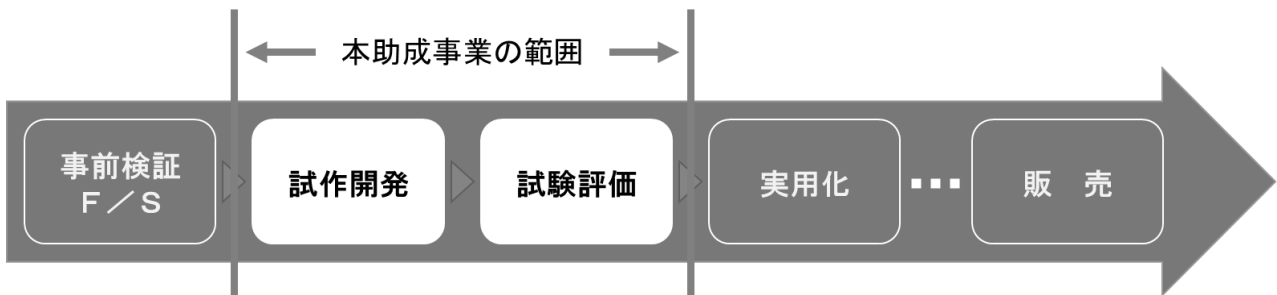 本助成事業の範囲
事前検証
Ｆ／Ｓ
試作開発
試験評価
実用化
販　売